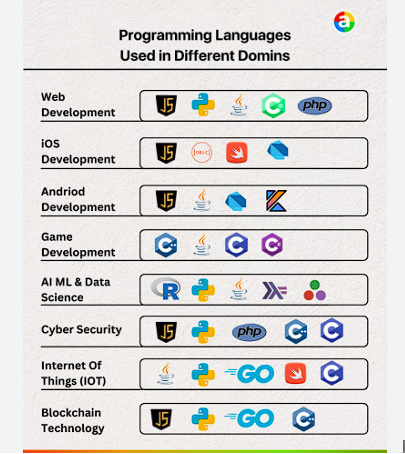 a
Programming Languages
Used in Different Domins
Web
Development
JS
php
iOS
Development
JS
Andriod
Development
JS
Game
Development
C++
C
AI ML & Data
Science
R
Cyber Security
JS
php
C++
C
Internet Of
Things (IOT)
GO
C
Blockchain
Technology
JS
GO
C++